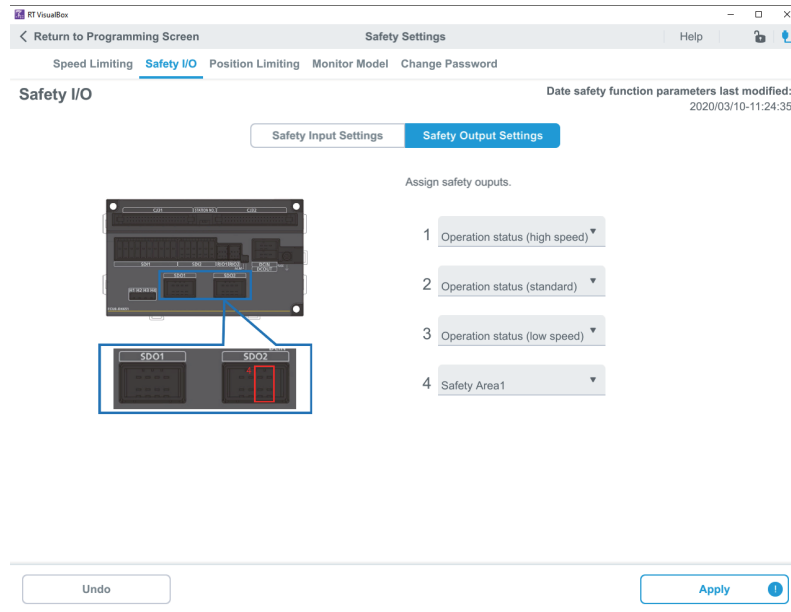 RT VisualBox
Return to Programming Screen
Safety Settings
Help
Speed Limiting
Safety I/O
Position Limiting
Monitor Model
Change Password
Safety I/O
Date safety function parameters last modified:
2020/03/10-11:24:35
Safety Input Settings
Safety Output Settings
Assign safety ouputs.
1 Operation status (high speed)
2 Operation status (standard)
3 Operation status (low speed)
4 Safety Area1
SDO1
SDO2
SDO1
SDO2
4
Undo
Apply